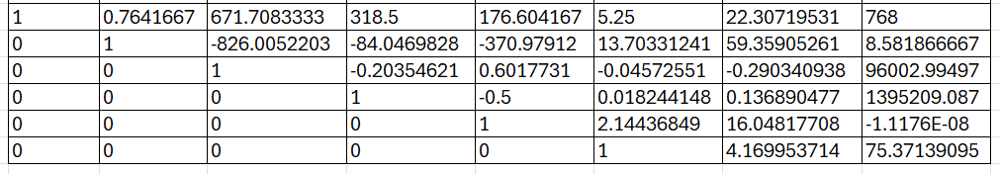 1 0.7641667 671.7083333 318.5 176.604167 5.25 22.30719531 768
0 1 -826.0052203 -84.0469828 -370.97912 13.70331241 59.35905261 8.581866667
0 0 1 -0.20354621 0.6017731 -0.04572551 -0.290340938 96002.99497
0 0 0 1 -0.5 0.018244148 0.136890477 1395209.087
0 0 0 0 1 2.14436849 16.04817708 -1.1176E-08
0 0 0 0 0 1 4.169953714 75.37139095